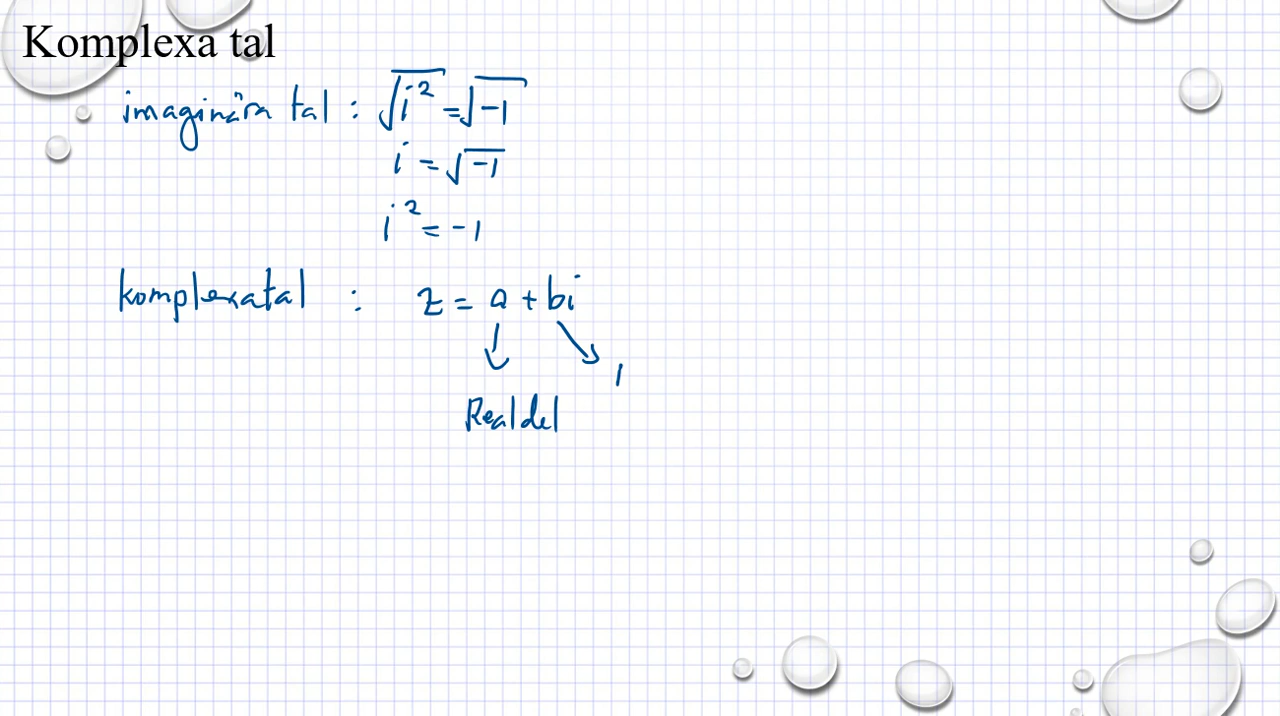 Komplexa tal
imaginära tal : √i² = √-1
i = √-1
i² = -1
komplexatal : z = a + bi
I
Realdel